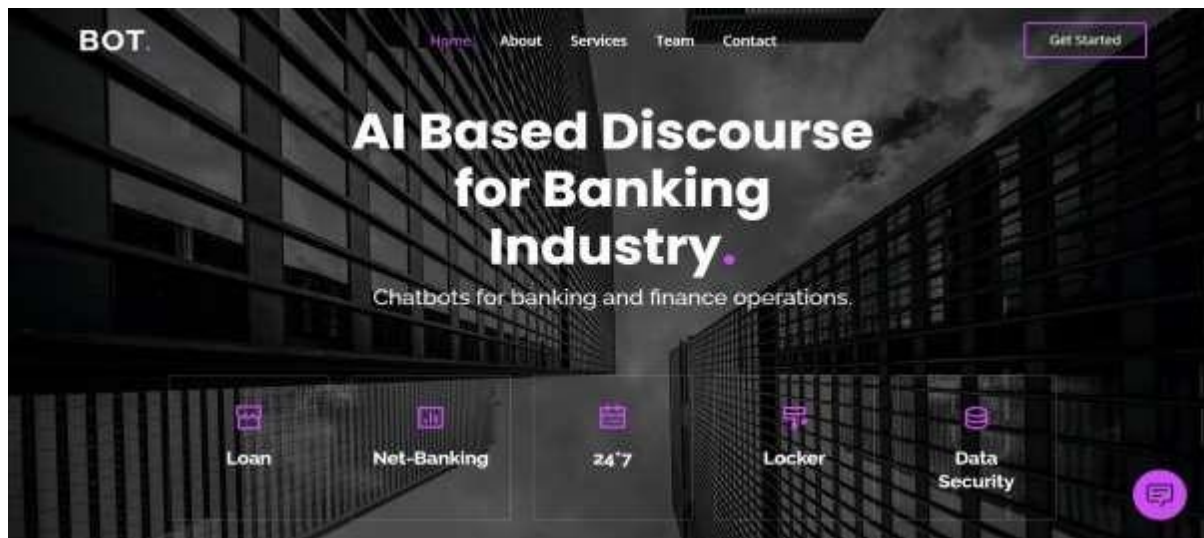 BOT.
Home About Services Team Contact
Get Started
AI Based Discourse
for Banking
Industry.
Chatbots for banking and finance operations.
Loan
Net-Banking
24*7
Locker
Data
Security